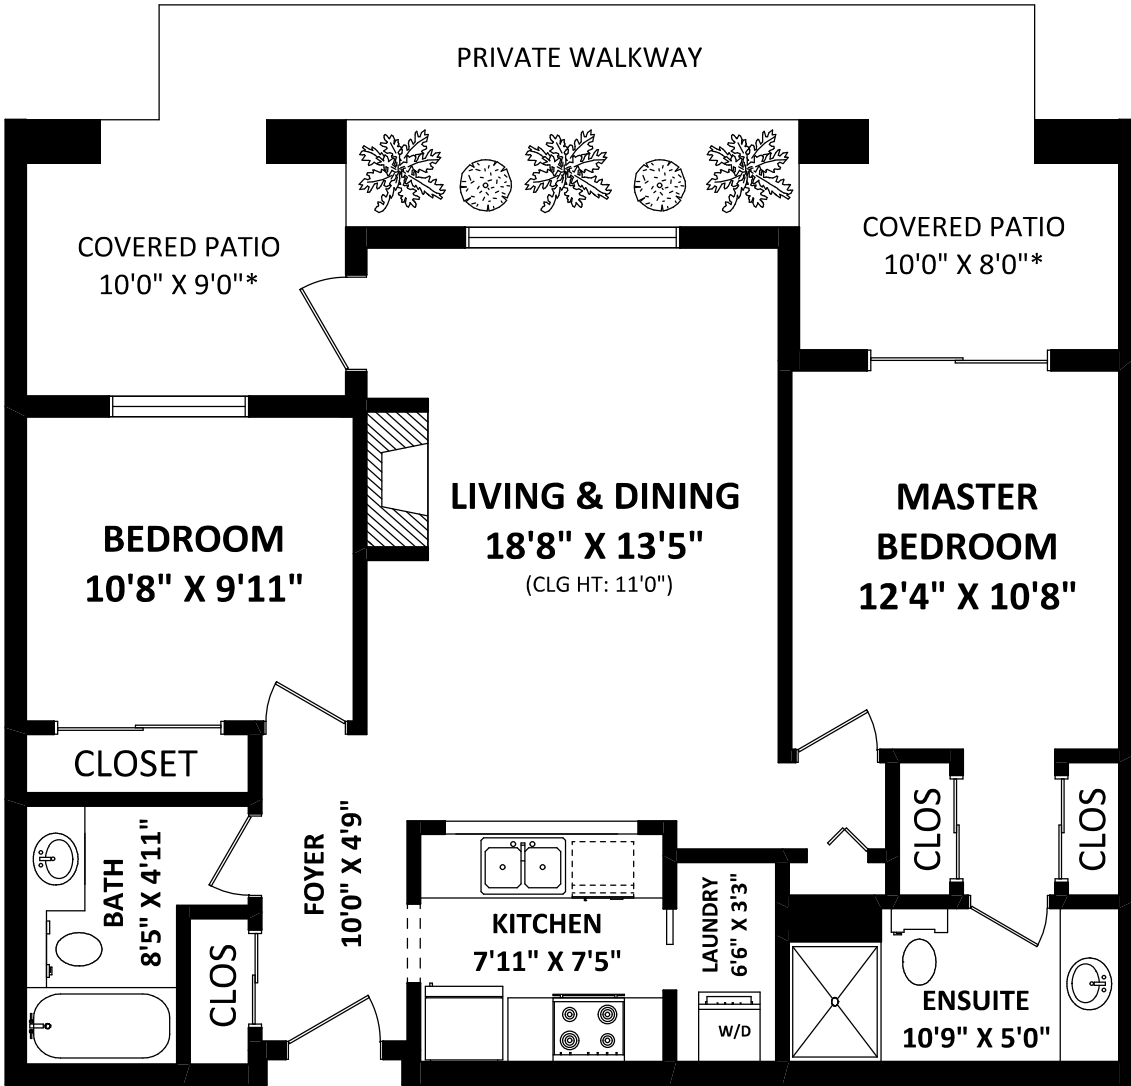 PRIVATE WALKWAY
COVERED PATIO
10'0" X 9'0"*
COVERED PATIO
10'0" X 8'0"*
BEDROOM
10'8" X 9'11"
LIVING & DINING
18'8" X 13'5"
(CLG HT: 11'0")
MASTER
BEDROOM
12'4" X 10'8"
CLOSET
BATH
8'5" X 4'11"
CLOS
FOYER
10'0" X 4'9"
KITCHEN
7'11" X 7'5"
LAUNDRY
6'6" X 3'3"
W/D
CLOS
CLOS
ENSUITE
10'9" X 5'0"